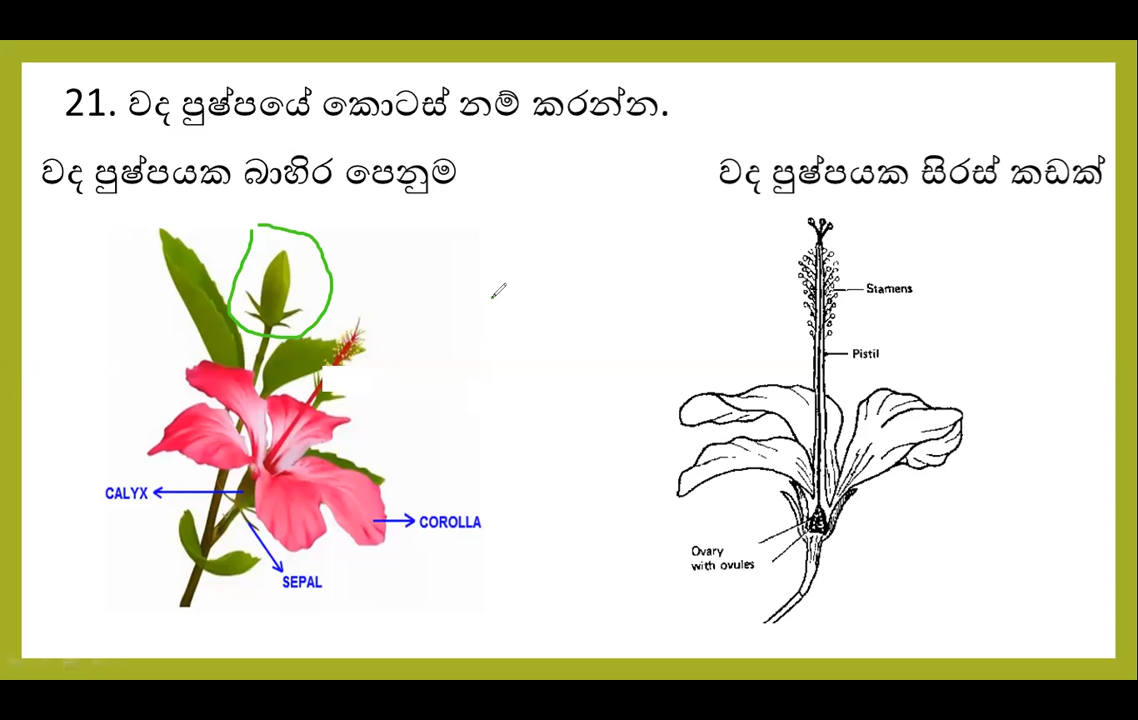 21. වද පුෂ්පයේ කොටස් නම් කරන්න.
වද පුෂ්පයක බාහිර පෙනුම
වද පුෂ්පයක සිරස් කඩක්
Stamens
Pistil
CALYX
COROLLA
Ovary
with ovules
SEPAL